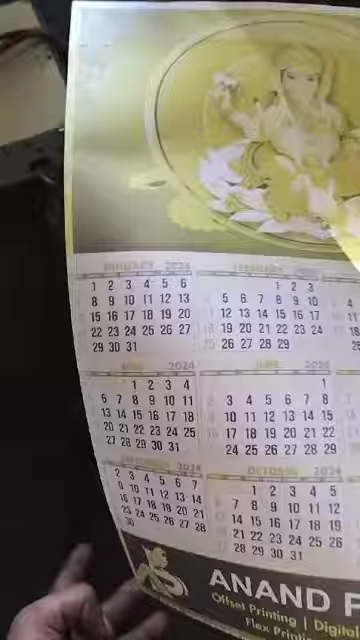 JANUARY 2024
1 2 3 4 5 6
8 9 10 11 12 13
15 16 17 18 19 20
22 23 24 25 26 27
29 30 31
1 2 3
5 6 7 8 9 10
12 13 14 15 16 17
19 20 21 22 23 24
26 27 28 29
2024
1 2 3 4
6 7 8 9 10 11
13 14 15 16 17 18
20 21 22 23 24 25
27 28 29 30 31
JUNE
1
3 4 5 6 7 8
10 11 12 13 14 15
17 18 19 20 21 22
24 25 26 27 28 29
SEPTEMBER 2024
2 3 4 5 6 7
9 10 11 12 13 14
16 17 18 19 20 21
23 24 25 26 27 28
30
OCTOBER 2024
1 2 3 4 5
7 8 9 10 11 12
14 15 16 17 18 19
21 22 23 24 25 26
28 29 30 31
ANAND
Offset Printing | Digital
Flex